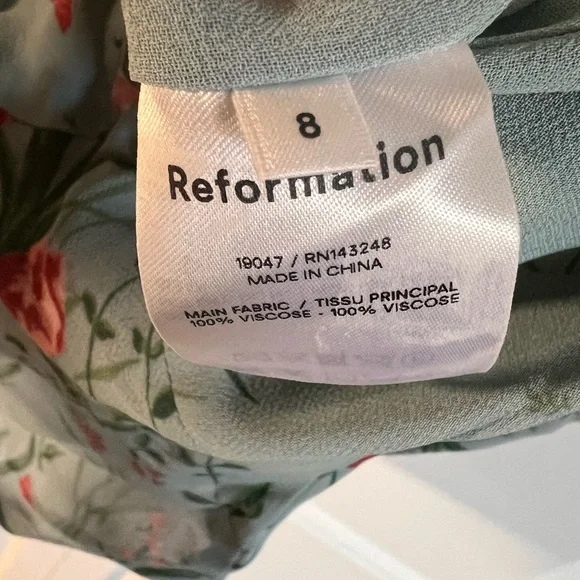 8
Reformation
19047 / RN143248
MADE IN CHINA
MAIN FABRIC / TISSU PRINCIPAL
100% VISCOSE - 100% VISCOSE